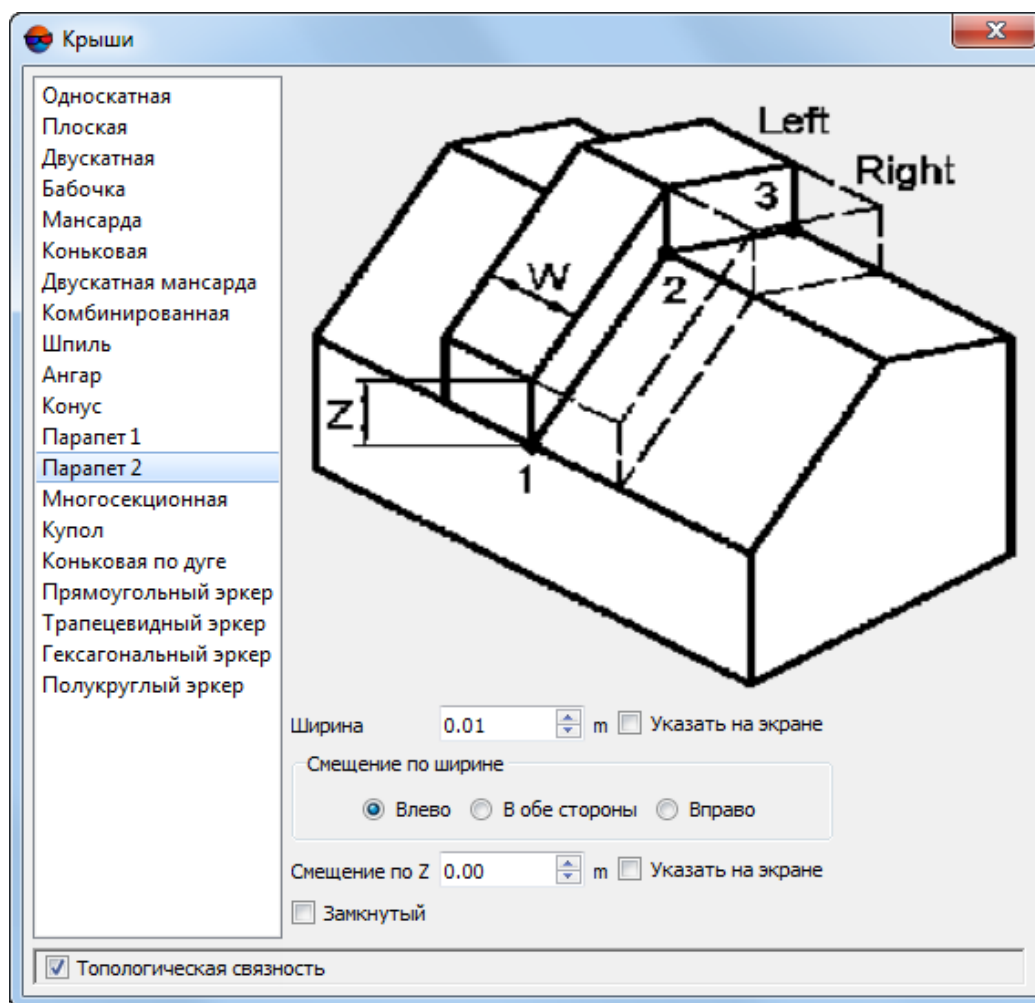 Крыши
Односкатная
Плоская
Двускатная
Бабочка
Мансарда
Коньковая
Двускатная мансарда
Комбинированная
Шпиль
Ангар
Конус
Парапет 1
Парапет 2
Многосекционная
Купол
Коньковая по дуге
Прямоугольный эркер
Трапецевидный эркер
Гексагональный эркер
Полукруглый эркер
Left
Right
3
W
2
Z
1
Ширина 0.01 m Указать на экране
Смещение по ширине
Влево В обе стороны Вправо
Смещение по Z 0.00 m Указать на экране
Замкнутый
Топологическая связность